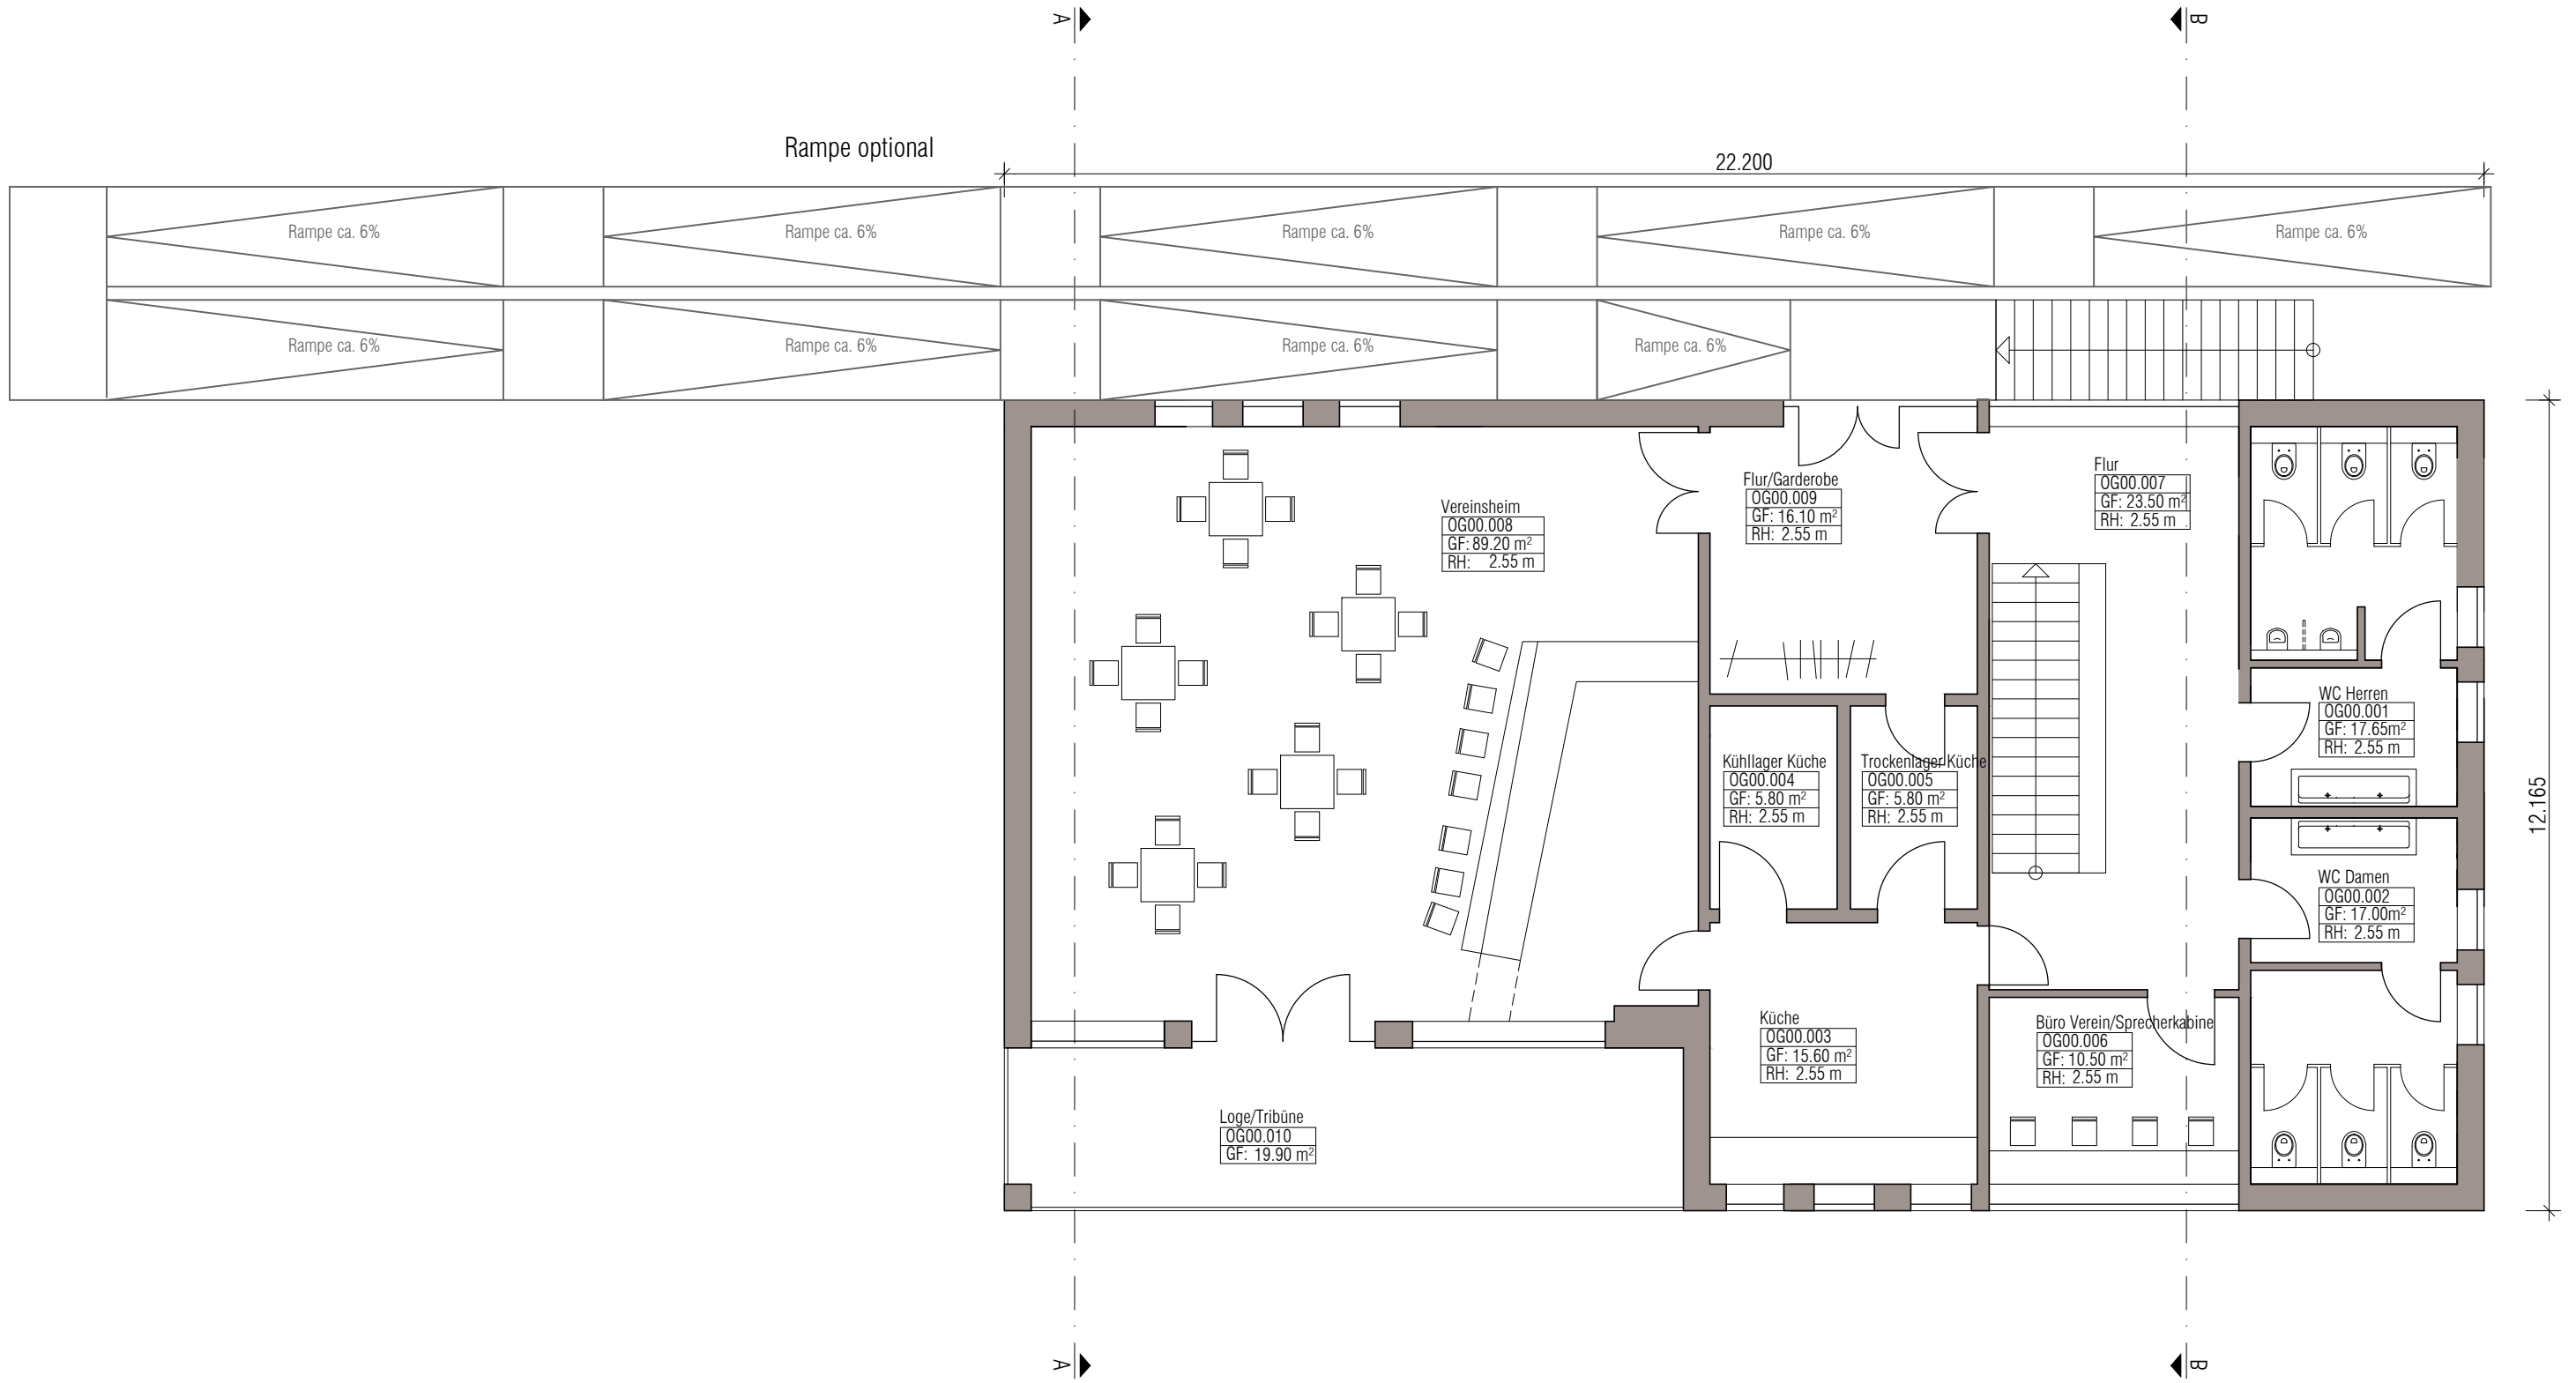 A
B
Rampe optional
22.200
Rampe ca. 6%
Rampe ca. 6%
Rampe ca. 6%
Rampe ca. 6%
Rampe ca. 6%
Rampe ca. 6%
Rampe ca. 6%
Rampe ca. 6%
Rampe ca. 6%
Vereinsheim
OG00.008
GF: 89.20 m²
RH: 2.55 m
Flur/Garderobe
OG00.009
GF: 16.10 m²
RH: 2.55 m
Flur
OG00.007
GF: 23.50 m²
RH: 2.55 m
WC Herren
OG00.001
GF: 17.65m²
RH: 2.55 m
Kühllager Küche
OG00.004
GF: 5.80 m²
RH: 2.55 m
Trockenlager Küche
OG00.005
GF: 5.80 m²
RH: 2.55 m
12.165
WC Damen
OG00.002
GF: 17.00m²
RH: 2.55 m
Küche
OG00.003
GF: 15.60 m²
RH: 2.55 m
Büro Verein/Sprecherkabine
OG00.006
GF: 10.50 m²
RH: 2.55 m
Loge/Tribüne
OG00.010
GF: 19.90 m²
A
B